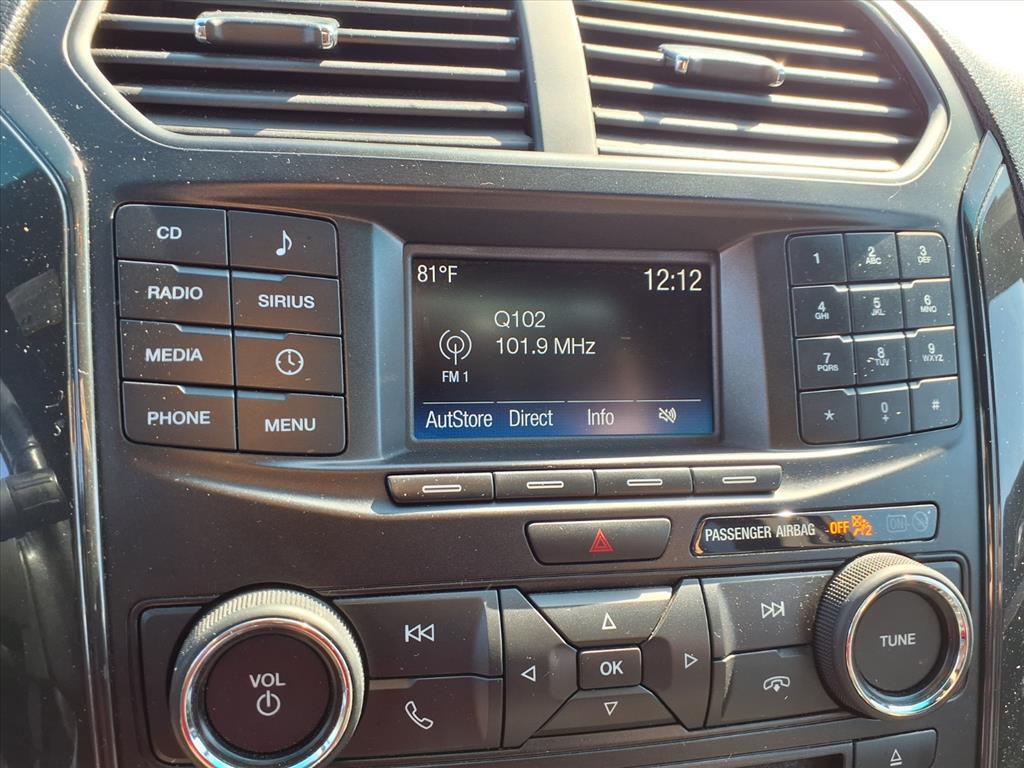 CD
RADIO
SIRIUS
MEDIA
PHONE
MENU
81°F
12:12
Q102
101.9 MHz
FM 1
AutStore Direct Info
1
2 ABC
3 DEF
4 GHI
5 JKL
6 MNO
7 PQRS
8 TUV
9 WXYZ
*
0 +
#
PASSENGER AIRBAG OFF 2 ON
VOL
OK
TUNE